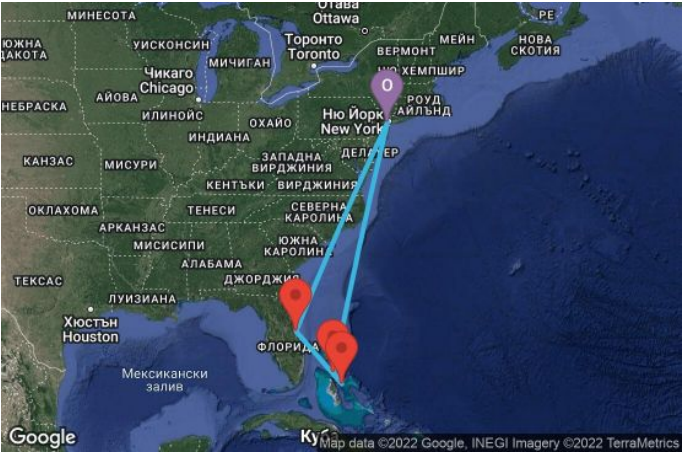 Отава
Ottawa
МИНЕСОТА
PE
ЮЖНА
ДАКОТА
УИСКОНСИН
Торонто
Toronto
ВЕРМОНТ
МЕЙН
НОВА
СКОТИЯ
МИЧИГАН
Чикаго
Chicago
НЮ ХЕМПШИР
O
АЙОВА
НЕБРАСКА
РОУД
АЙЛЪНД
ИЛИНОЙС
ОХАЙО
Ню Йорк
New York
ИНДИАНА
ДЕЛАУЕР
КАНЗАС
МИСУРИ
ЗАПАДНА
ВИРДЖИНИЯ
КЕНТЪКИ
ВИРДЖИНИЯ
ОКЛАХОМА
ТЕНЕСИ
СЕВЕРНА
КАРОЛИНА
АРКАНЗАС
МИСИСИПИ
ЮЖНА
КАРОЛИНА
АЛАБАМА
ТЕКСАС
ДЖОРДЖИЯ
ЛУИЗИАНА
Хюстън
Houston
ФЛОРИДА
Мексикански
залив
Куба
Google
Map data ©2022 Google, INEGI Imagery ©2022 TerraMetrics